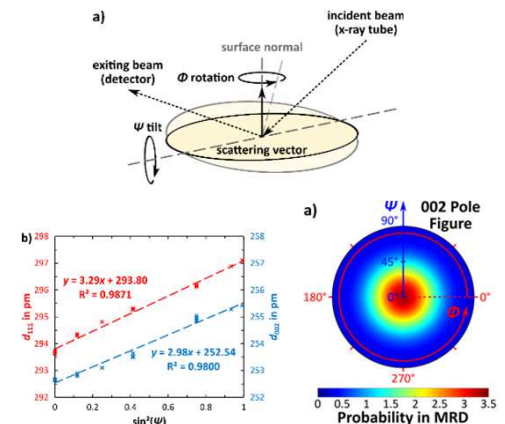 a)
incident beam
(x-ray tube)
surface normal
exiting beam
(detector)
Φ rotation
Ψ tilt
scattering vector
b)
298
297
296
295
294
293
292
d₁₁₁ in pm
y = 3.29x + 293.80
R² = 0.9871
y = 2.98x + 252.54
R² = 0.9800
258
257
256
255
254
253
252
d₀₀₂ in pm
0 0.2 0.4 0.6 0.8 1
sin²(Ψ)
a)
Ψ
002 Pole
Figure
90°
45°
180°
0°
0°
Φ
270°
0 0.5 1 1.5 2 2.5 3 3.5
Probability in MRD